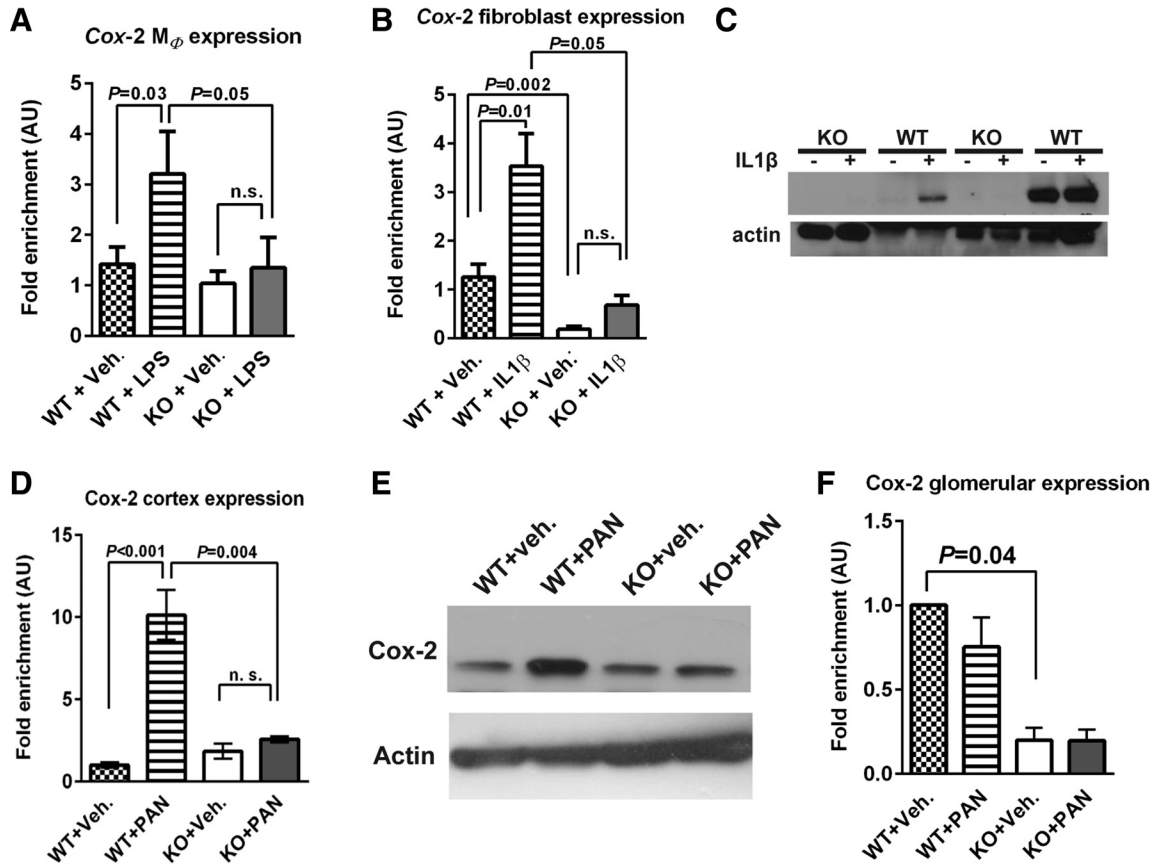 A
Cox-2 MΦ expression
Fold enrichment (AU)
5
4
3
2
1
0
P=0.03
P=0.05
n.s.
WT + Veh.
WT + LPS
KO + Veh.
KO + LPS
B
Cox-2 fibroblast expression
Fold enrichment (AU)
5
4
3
2
1
0
P=0.05
P=0.002
P=0.01
n.s.
WT + Veh.
WT + IL1β
KO + Veh.
KO + IL1β
C
KO WT KO WT
IL1β - + - + - + - +
actin
D
Cox-2 cortex expression
Fold enrichment (AU)
15
10
5
0
P<0.001
P=0.004
n. s.
WT+Veh.
WT+PAN
KO+Veh.
KO+PAN
E
WT+veh.
WT+PAN
KO+veh.
KO+PAN
Cox-2
Actin
F
Cox-2 glomerular expression
Fold enrichment (AU)
1.5
1.0
0.5
0.0
P=0.04
WT+Veh.
WT+PAN
KO+Veh.
KO+PAN